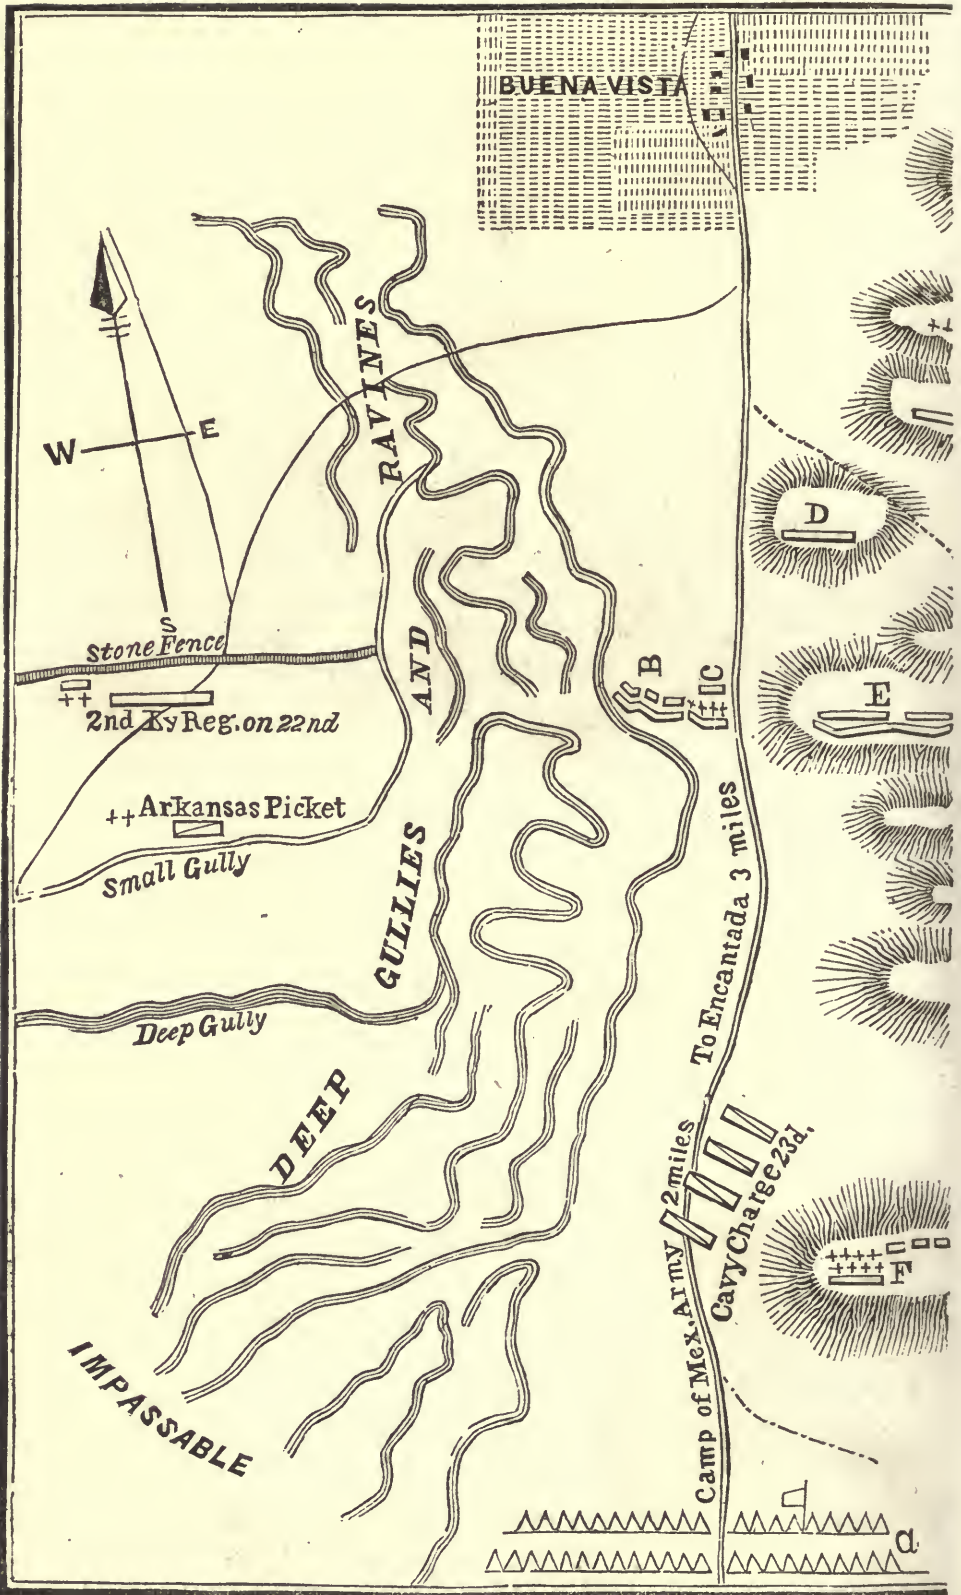 BUENA VISTA
RAVINES
W
E
S
Stone Fence
AND
B
C
D
E
2nd Ky Reg. on 22nd
++ Arkansas Picket
Small Gully
GULLIES
To Encantada 3 miles
Deep Gully
DEEP
2 miles
Cavy Charge 23d.
F
Camp of Mex. Army
IMPASSABLE
a